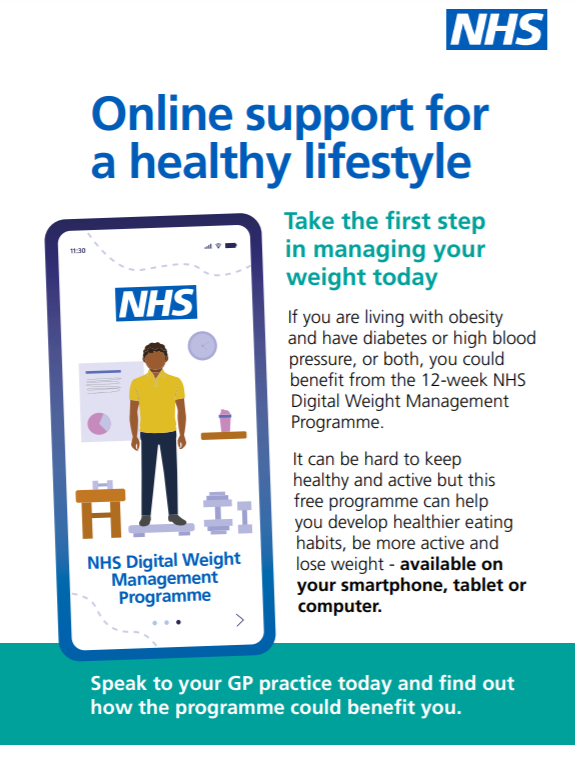 NHS
Online support for
a healthy lifestyle
Take the first step
in managing your
weight today
If you are living with obesity
and have diabetes or high blood
pressure, or both, you could
benefit from the 12-week NHS
Digital Weight Management
Programme.
It can be hard to keep
healthy and active but this
free programme can help
you develop healthier eating
habits, be more active and
lose weight - available on
your smartphone, tablet or
computer.
11:30
NHS
NHS Digital Weight
Management
Programme
Speak to your GP practice today and find out
how the programme could benefit you.